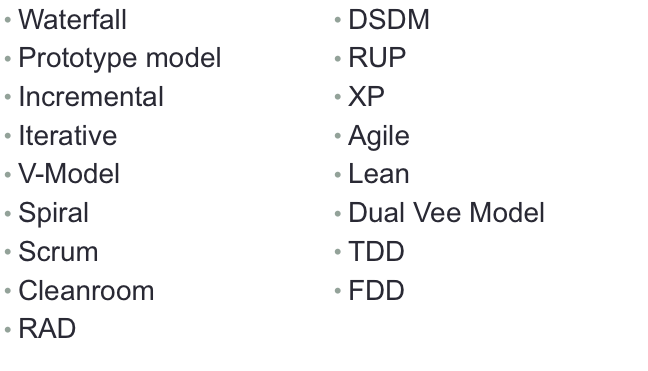 • Waterfall
• Prototype model
• Incremental
• Iterative
• V-Model
• Spiral
• Scrum
• Cleanroom
• RAD
• DSDM
• RUP
• XP
• Agile
• Lean
• Dual Vee Model
• TDD
• FDD